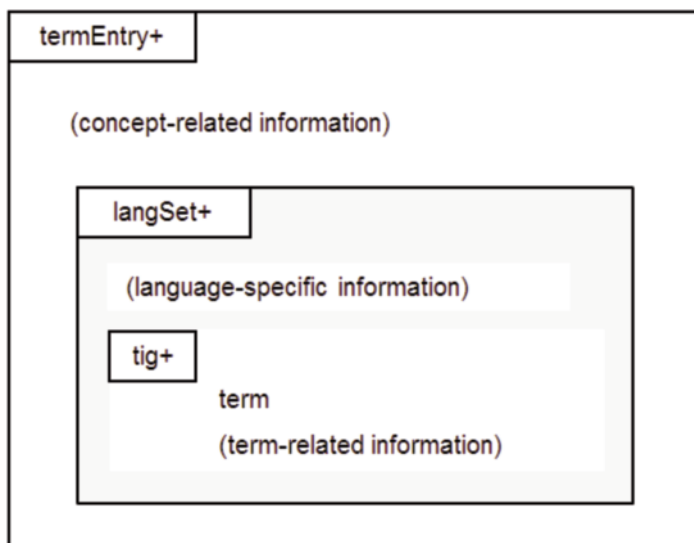 termEntry+
(concept-related information)
langSet+
(language-specific information)
tig+
term
(term-related information)